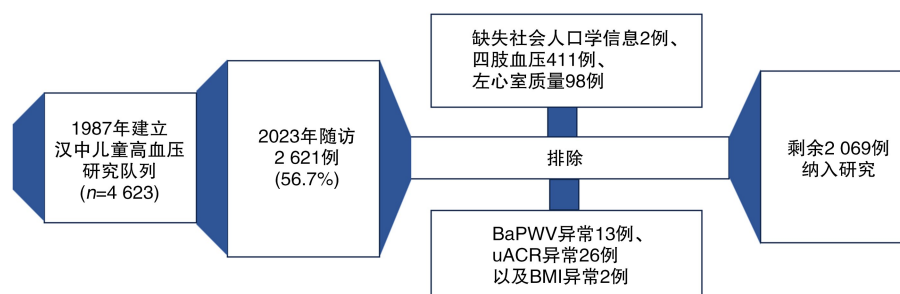 1987年建立
汉中儿童高血压
研究队列
(n=4 623)
2023年随访
2 621例
(56.7%)
缺失社会人口学信息2例、
四肢血压411例、
左心室质量98例
排除
BaPWV异常13例、
uACR异常26例
以及BMI异常2例
剩余2 069例
纳入研究